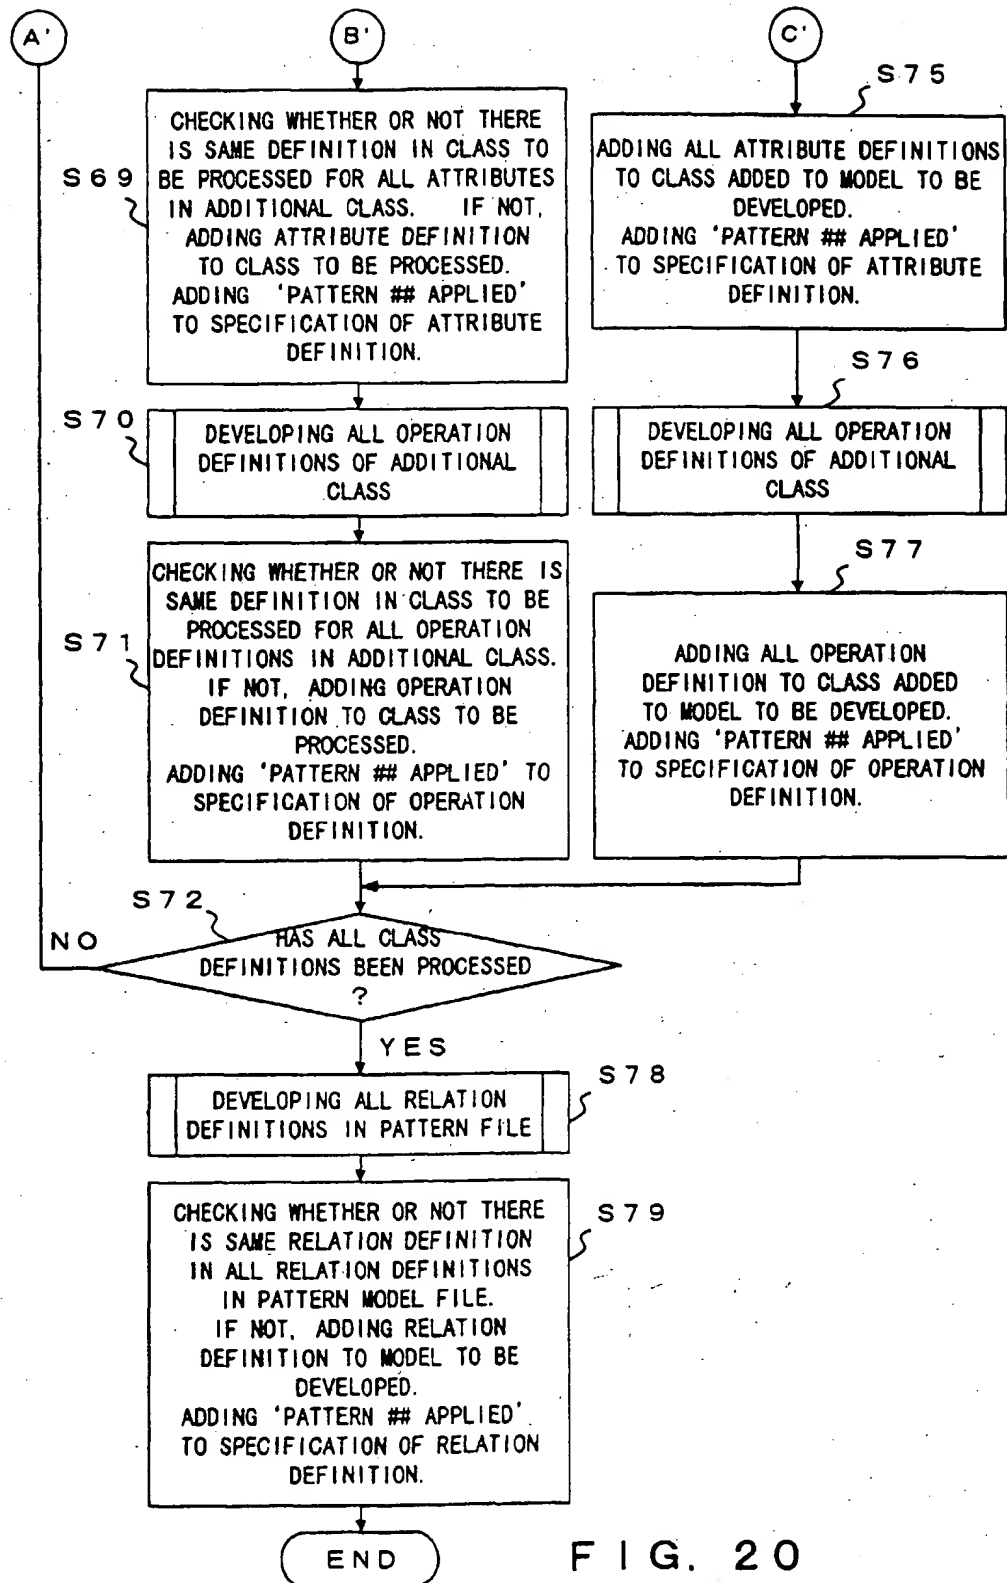 A'
B'
C'
S69
CHECKING WHETHER OR NOT THERE
IS SAME DEFINITION IN CLASS TO
BE PROCESSED FOR ALL ATTRIBUTES
IN ADDITIONAL CLASS. IF NOT,
ADDING ATTRIBUTE DEFINITION
TO CLASS TO BE PROCESSED.
ADDING 'PATTERN ## APPLIED'
TO SPECIFICATION OF ATTRIBUTE
DEFINITION.
S75
ADDING ALL ATTRIBUTE DEFINITIONS
TO CLASS ADDED TO MODEL TO BE
DEVELOPED.
ADDING 'PATTERN ## APPLIED'
TO SPECIFICATION OF ATTRIBUTE
DEFINITION.
S70
DEVELOPING ALL OPERATION
DEFINITIONS OF ADDITIONAL
CLASS
S76
DEVELOPING ALL OPERATION
DEFINITIONS OF ADDITIONAL
CLASS
S71
CHECKING WHETHER OR NOT THERE IS
SAME DEFINITION IN CLASS TO BE
PROCESSED FOR ALL OPERATION
DEFINITIONS IN ADDITIONAL CLASS.
IF NOT, ADDING OPERATION
DEFINITION TO CLASS TO BE
PROCESSED.
ADDING 'PATTERN ## APPLIED' TO
SPECIFICATION OF OPERATION
DEFINITION.
S77
ADDING ALL OPERATION
DEFINITION TO CLASS ADDED
TO MODEL TO BE DEVELOPED.
ADDING 'PATTERN ## APPLIED'
TO SPECIFICATION OF OPERATION
DEFINITION.
S72
NO
HAS ALL CLASS
DEFINITIONS BEEN PROCESSED
?
YES
S78
DEVELOPING ALL RELATION
DEFINITIONS IN PATTERN FILE
S79
CHECKING WHETHER OR NOT THERE
IS SAME RELATION DEFINITION
IN ALL RELATION DEFINITIONS
IN PATTERN MODEL FILE.
IF NOT, ADDING RELATION
DEFINITION TO MODEL TO BE
DEVELOPED.
ADDING 'PATTERN ## APPLIED'
TO SPECIFICATION OF RELATION
DEFINITION.
END
FIG. 20